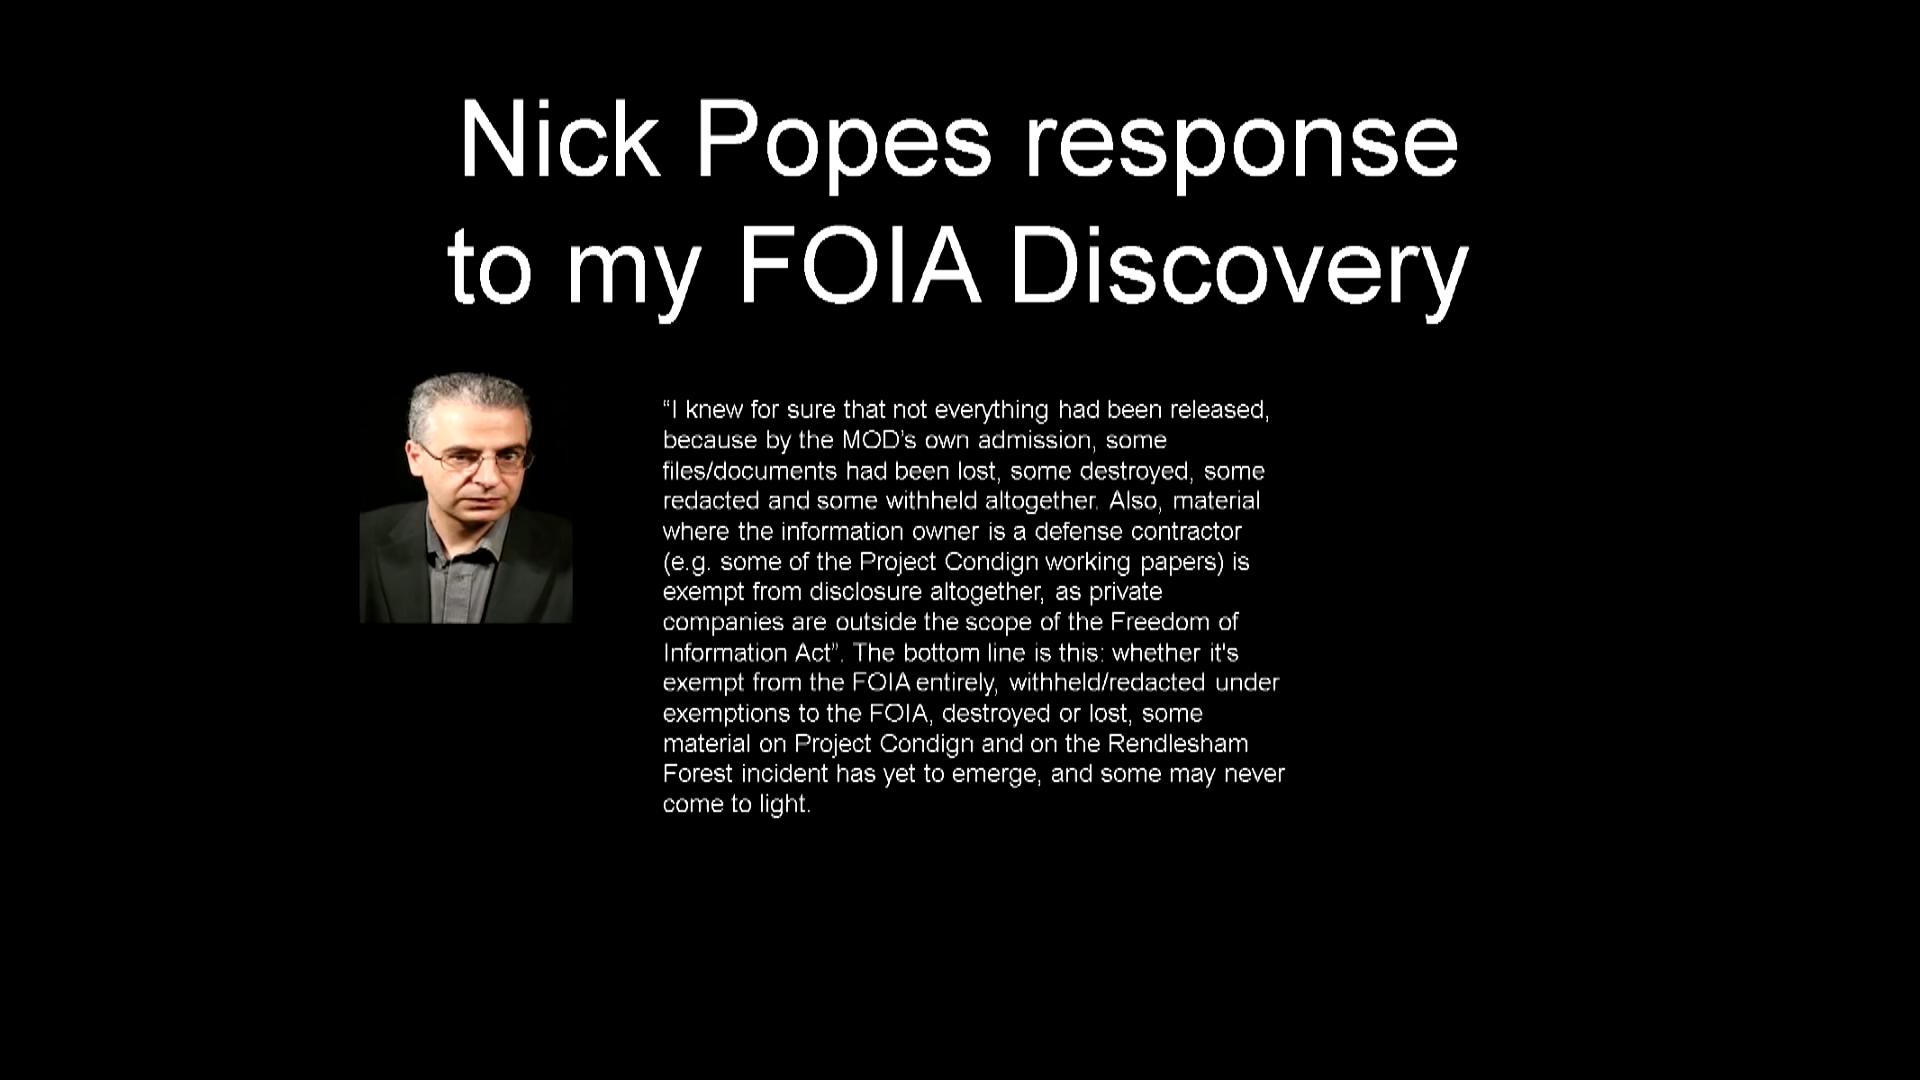 Nick Popes response
to my FOIA Discovery
“I knew for sure that not everything had been released,
because by the MOD’s own admission, some
files/documents had been lost, some destroyed, some
redacted and some withheld altogether. Also, material
where the information owner is a defense contractor
(e.g. some of the Project Condign working papers) is
exempt from disclosure altogether, as private
companies are outside the scope of the Freedom of
Information Act”. The bottom line is this: whether it's
exempt from the FOIA entirely, withheld/redacted under
exemptions to the FOIA, destroyed or lost, some
material on Project Condign and on the Rendlesham
Forest incident has yet to emerge, and some may never
come to light.